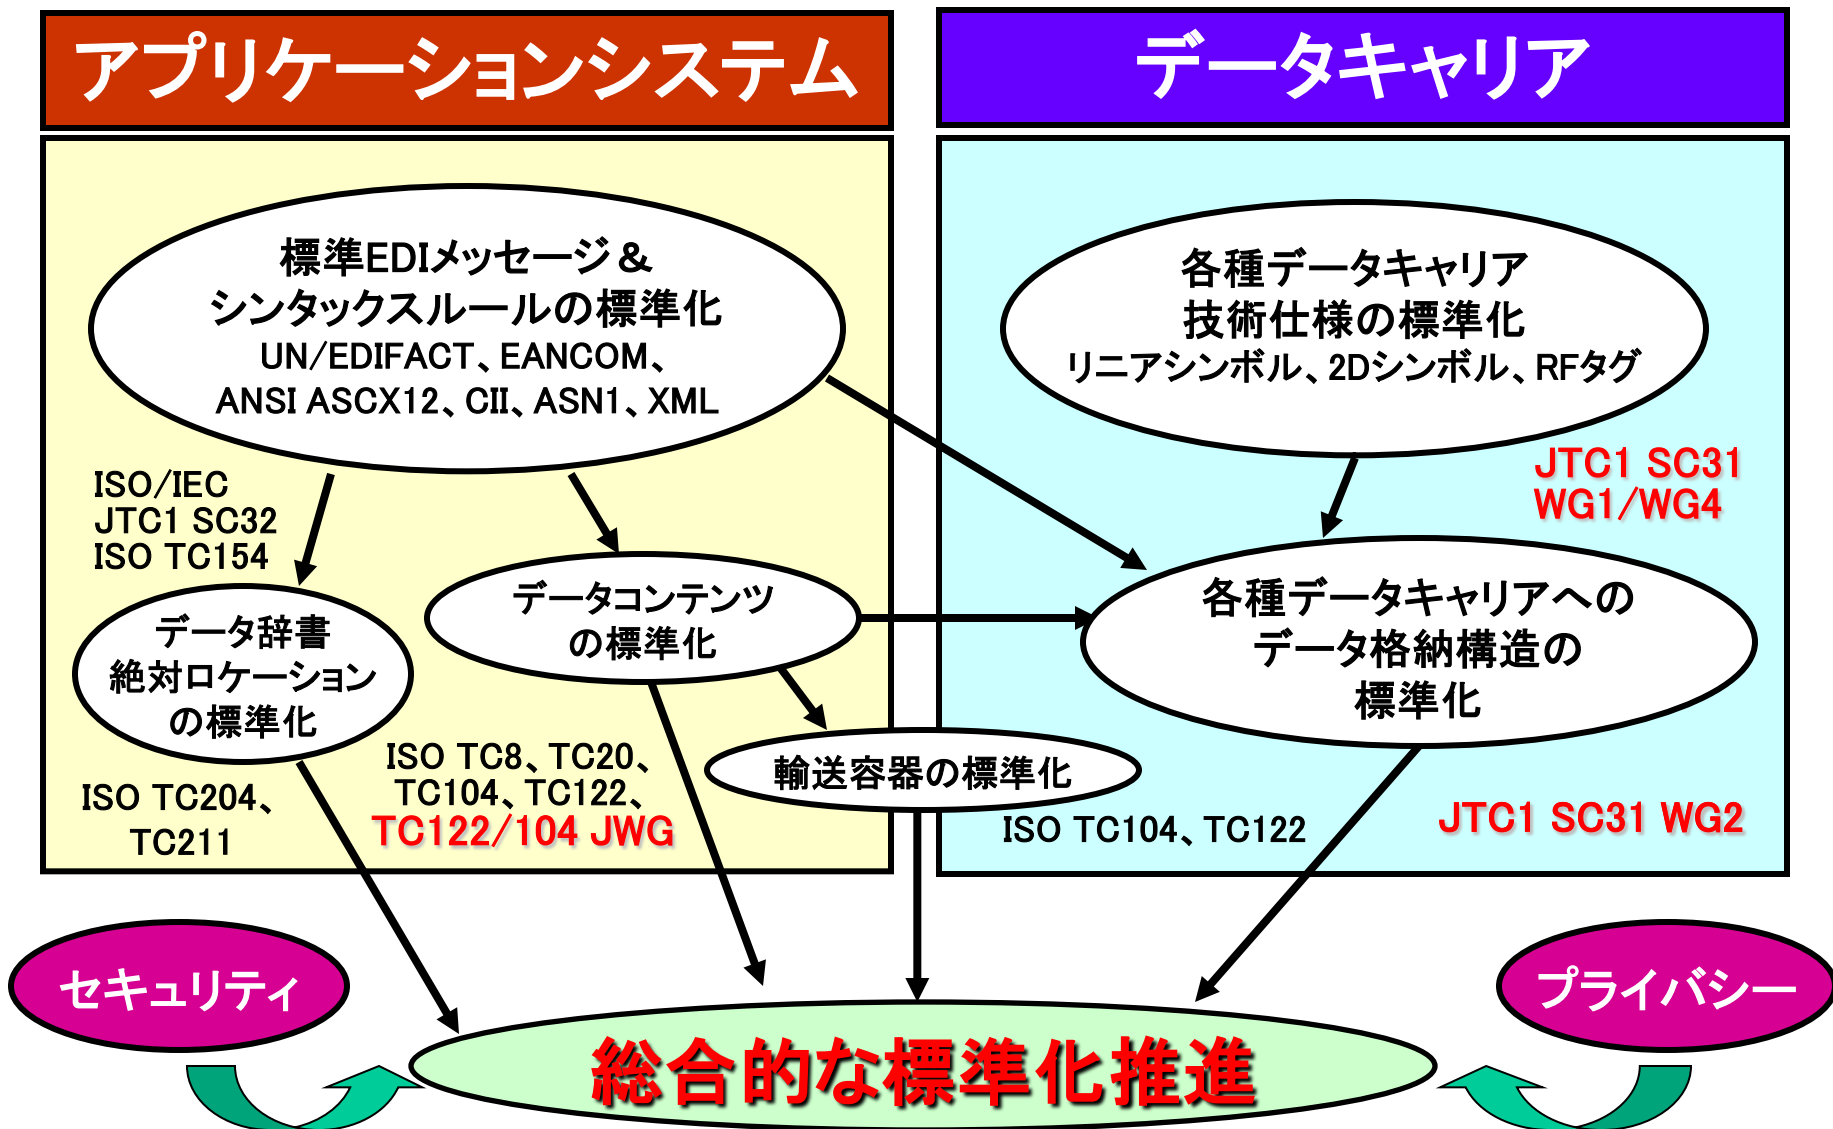 アプリケーションシステム
データキャリア
標準EDIメッセージ＆
シンタックスルールの標準化
UN/EDIFACT、EANCOM、
ANSI ASCX12、CII、ASN1、XML
各種データキャリア
技術仕様の標準化
リニアシンボル、2Dシンボル、RFタグ
ISO/IEC
JTC1 SC32
ISO TC154
JTC1 SC31
WG1/WG4
データ辞書
絶対ロケーション
の標準化
データコンテンツ
の標準化
各種データキャリアへの
データ格納構造の
標準化
輸送容器の標準化
ISO TC204、
TC211
ISO TC8、TC20、
TC104、TC122、
TC122/104 JWG
ISO TC104、TC122
JTC1 SC31 WG2
セキュリティ
プライバシー
総合的な標準化推進